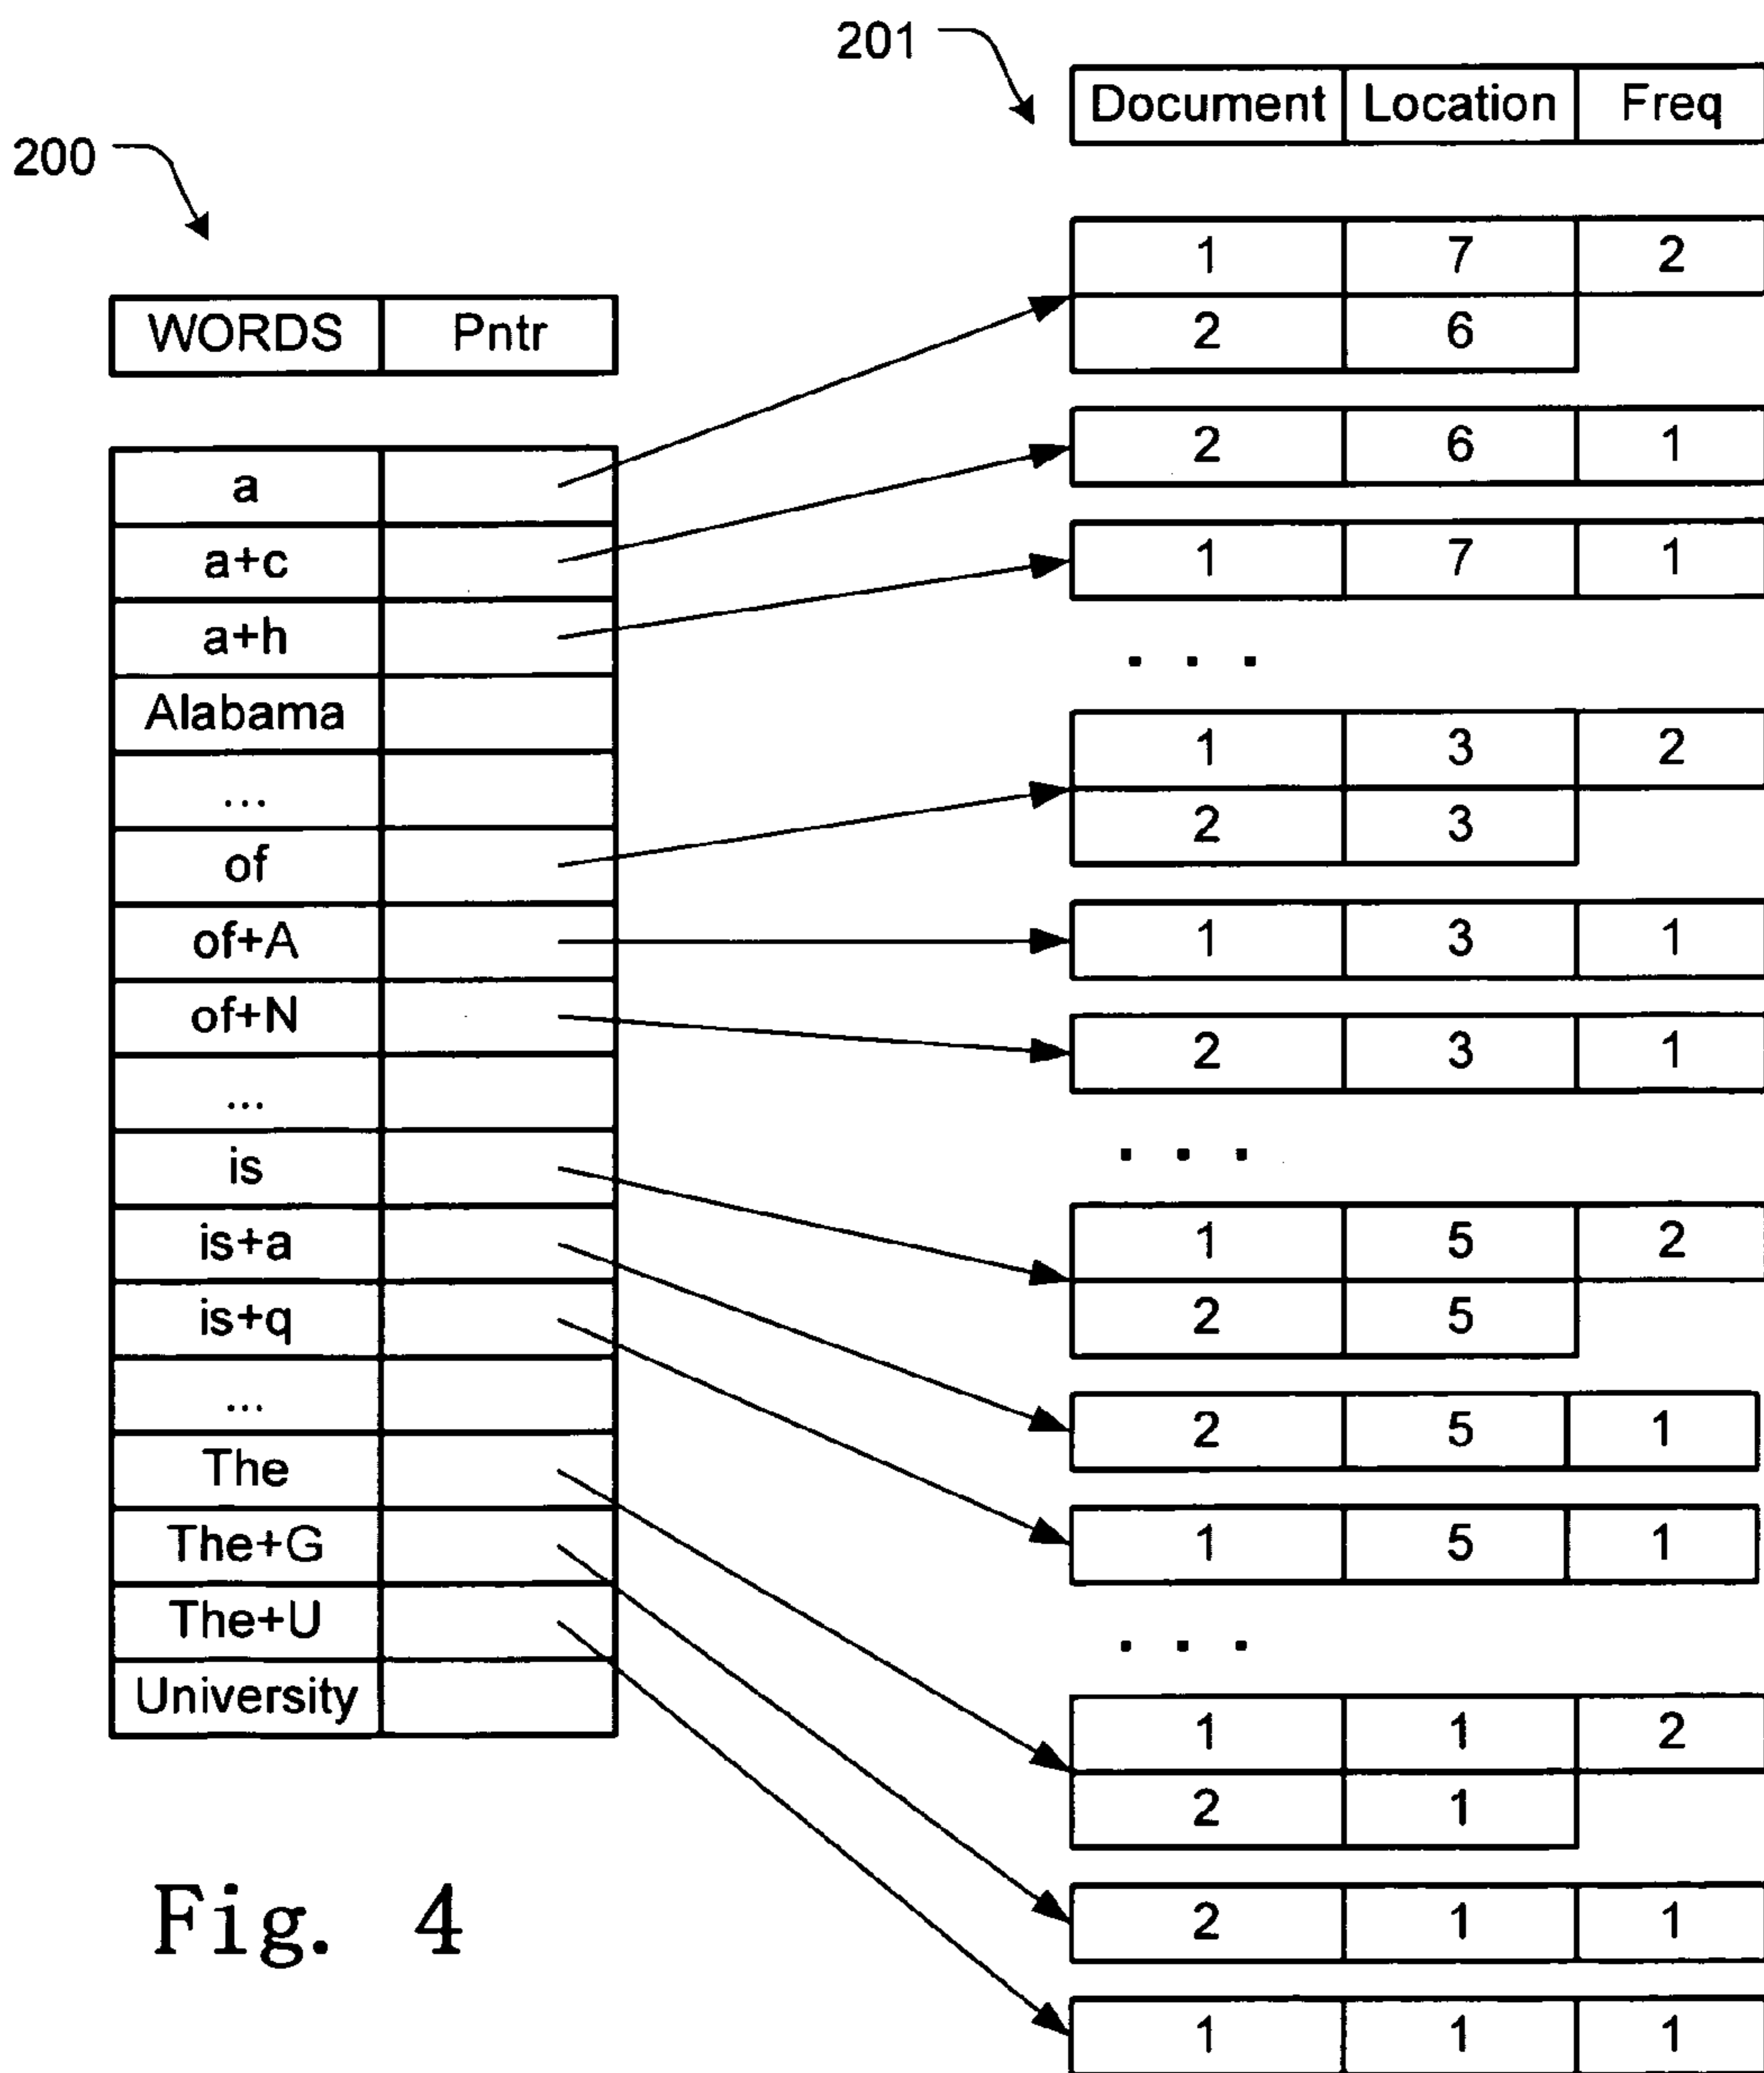 201
Document Location Freq
200
1 7 2
WORDS Pntr
2 6
2 6 1
a
a+c
1 7 1
a+h
. . .
Alabama
1 3 2
...
2 3
of
of+A
1 3 1
of+N
2 3 1
...
. . .
is
1 5 2
is+a
2 5
is+q
...
2 5 1
The
The+G
1 5 1
The+U
. . .
University
1 1 2
2 1
Fig. 4
2 1 1
1 1 1